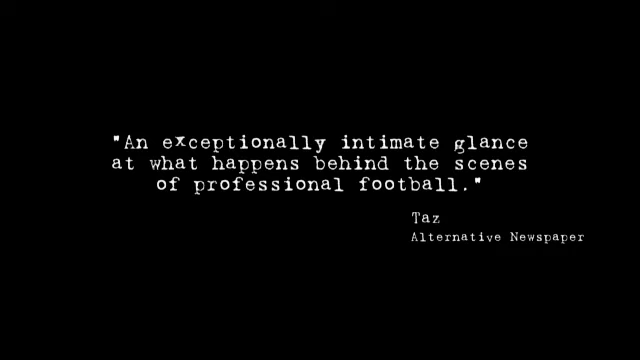 "An exceptionally intimate glance
at what happens behind the scenes
of professional football."
Taz
Alternative Newspaper